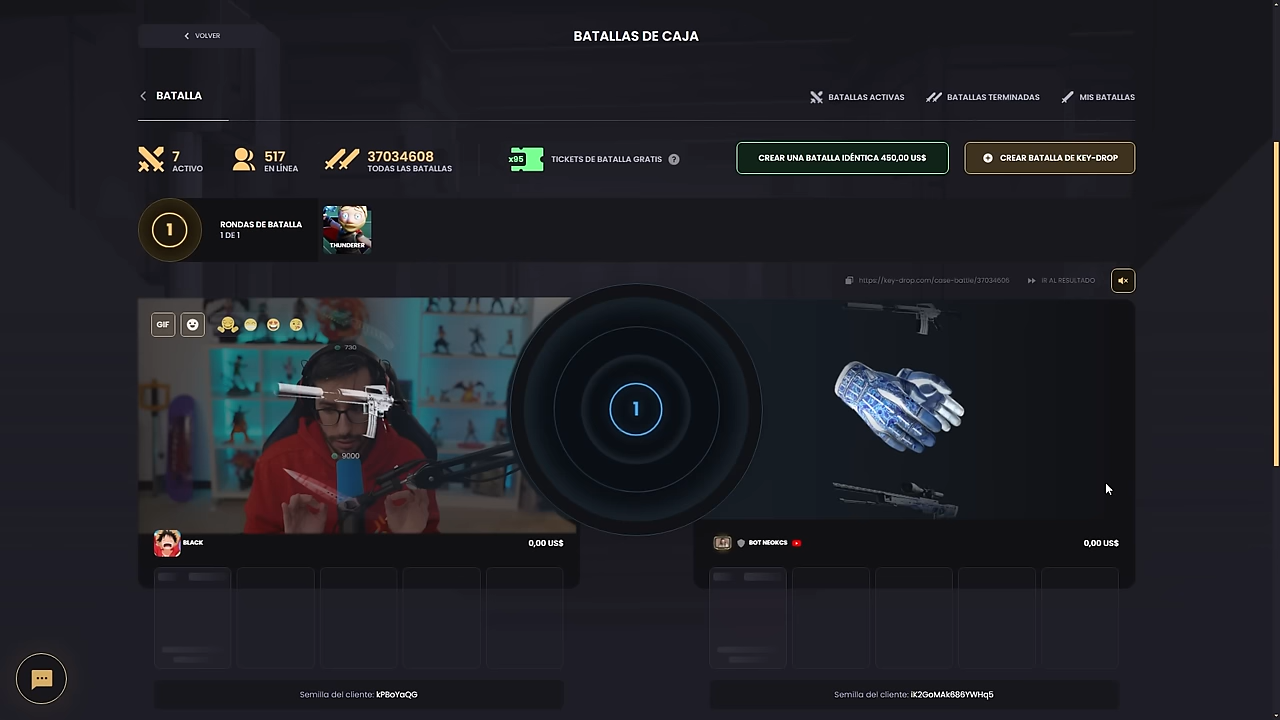 VOLVER
BATALLAS DE CAJA
BATALLA
BATALLAS ACTIVAS
BATALLAS TERMINADAS
MIS BATALLAS
7
ACTIVO
517
EN LÍNEA
37034608
TODAS LAS BATALLAS
x95
TICKETS DE BATALLA GRATIS
?
CREAR UNA BATALLA IDÉNTICA 450,00 US$
CREAR BATALLA DE KEY-DROP
1
RONDAS DE BATALLA
1 DE 1
THUNDERER
https://key-drop.com/case-battle/37034606
IR AL RESULTADO
GIF
730
9000
1
BLACK
0,00 US$
BOT NEOKCS
0,00 US$
Semilla del cliente: kPBoYaQG
Semilla del cliente: iK2GoMAk686YWHq5